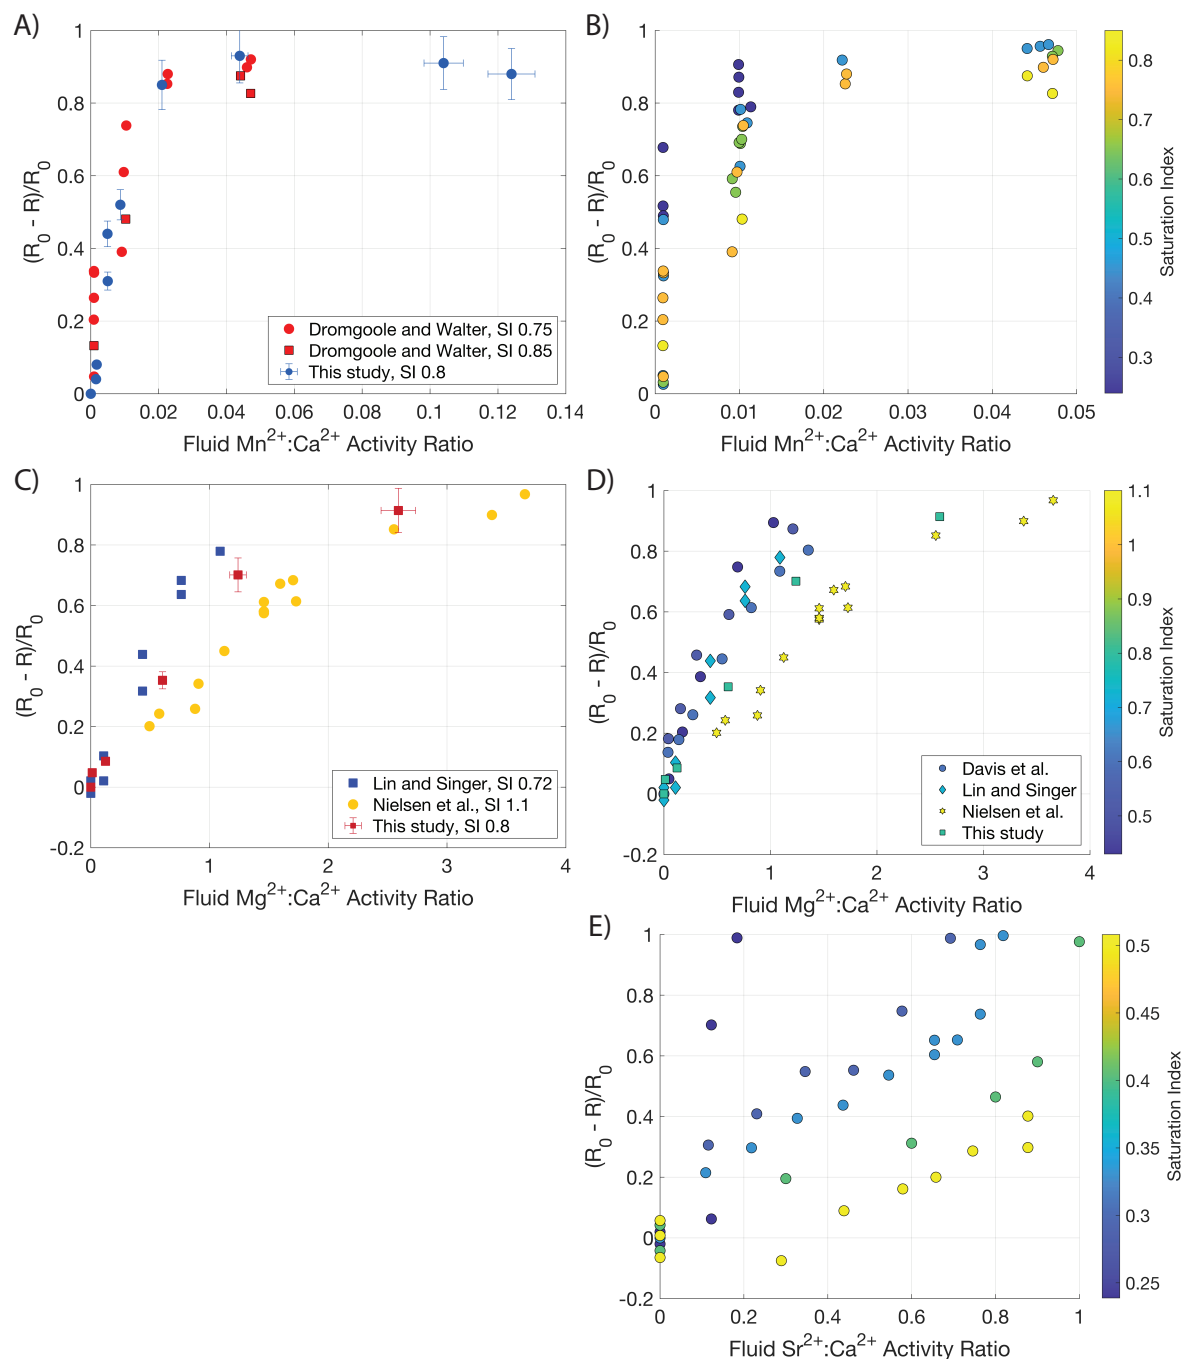 A)
1
0.8
0.6
0.4
0.2
0
(R0 - R)/R0
0
0.02
0.04
0.06
0.08
0.1
0.12
0.14
Fluid Mn2+:Ca2+ Activity Ratio
Dromgoole and Walter, SI 0.75
Dromgoole and Walter, SI 0.85
This study, SI 0.8
B)
1
0.8
0.6
0.4
0.2
0
(R0 - R)/R0
0
0.01
0.02
0.03
0.04
0.05
Fluid Mn2+:Ca2+ Activity Ratio
0.8
0.7
0.6
0.5
0.4
0.3
Saturation Index
C)
1
0.8
0.6
0.4
0.2
0
-0.2
(R0 - R)/R0
0
1
2
3
4
Fluid Mg2+:Ca2+ Activity Ratio
Lin and Singer, SI 0.72
Nielsen et al., SI 1.1
This study, SI 0.8
D)
1
0.8
0.6
0.4
0.2
0
-0.2
(R0 - R)/R0
0
1
2
3
4
Fluid Mg2+:Ca2+ Activity Ratio
Davis et al.
Lin and Singer
Nielsen et al.
This study
1.1
1
0.9
0.8
0.7
0.6
0.5
Saturation Index
E)
1
0.8
0.6
0.4
0.2
0
-0.2
(R0 - R)/R0
0
0.2
0.4
0.6
0.8
1
Fluid Sr2+:Ca2+ Activity Ratio
0.5
0.45
0.4
0.35
0.3
0.25
Saturation Index